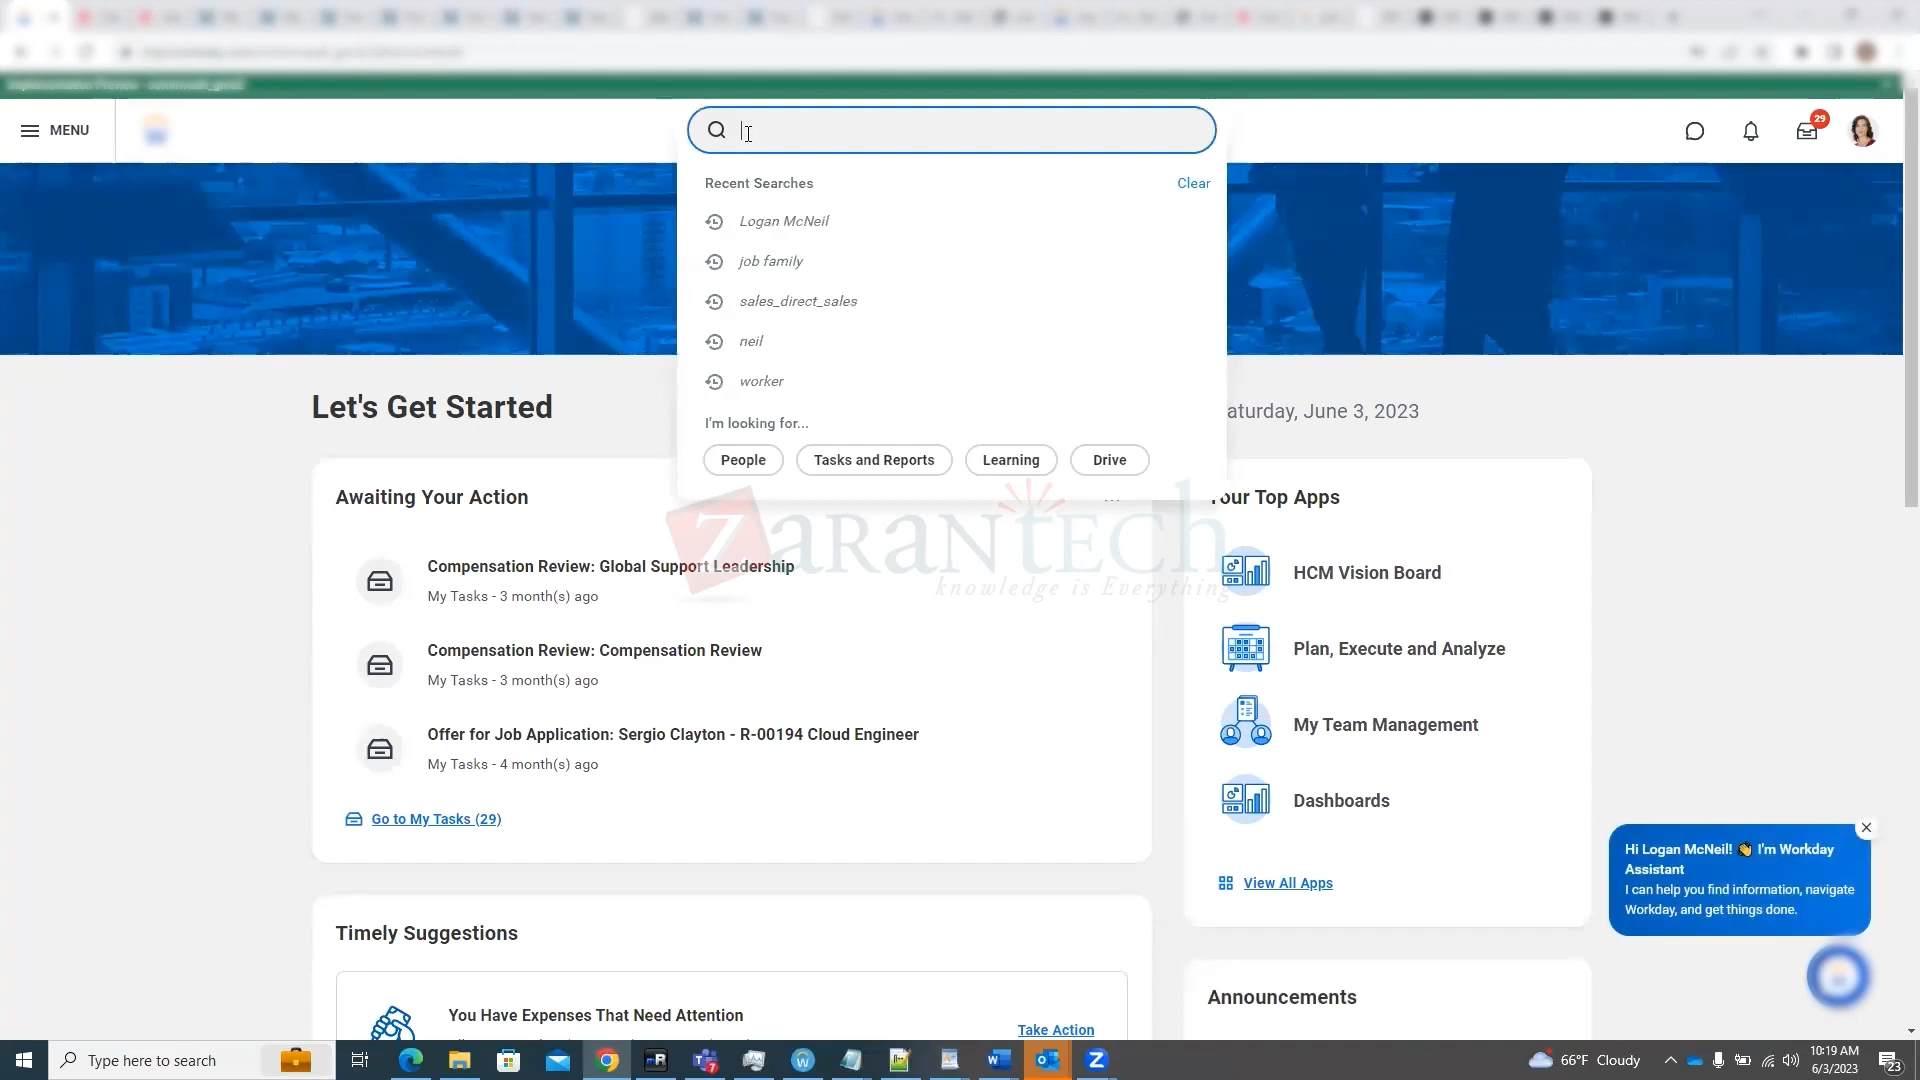 MENU
29
Recent Searches
Clear
Logan McNeil
job family
sales_direct_sales
neil
worker
I'm looking for...
People
Tasks and Reports
Learning
Drive
Let's Get Started
aturday, June 3, 2023
Awaiting Your Action
Compensation Review: Global Support Leadership
My Tasks - 3 month(s) ago
Compensation Review: Compensation Review
My Tasks - 3 month(s) ago
Offer for Job Application: Sergio Clayton - R-00194 Cloud Engineer
My Tasks - 4 month(s) ago
Go to My Tasks (29)
ZARANTECH
knowledge is Everything
Your Top Apps
HCM Vision Board
Plan, Execute and Analyze
My Team Management
Dashboards
View All Apps
Timely Suggestions
You Have Expenses That Need Attention
Take Action
Announcements
Hi Logan McNeil! 👋 I'm Workday
Assistant
I can help you find information, navigate
Workday, and get things done.
Type here to search
66°F Cloudy
10:19 AM
6/3/2023
23